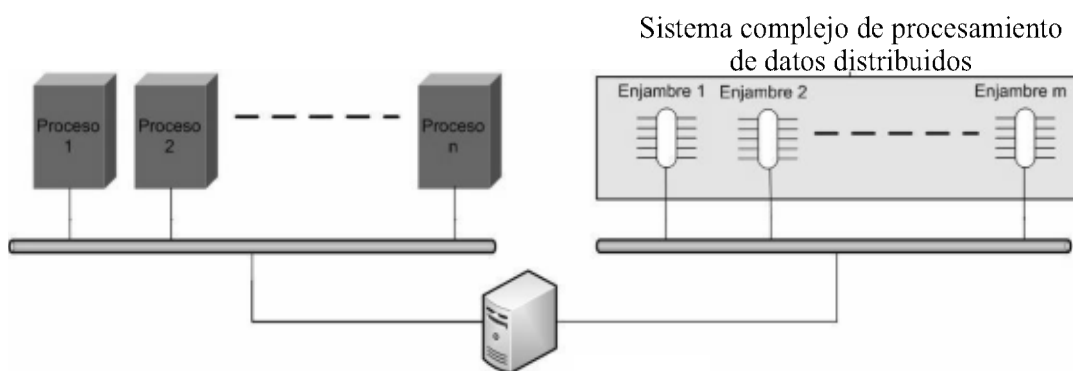 Sistema complejo de procesamiento
de datos distribuidos
Proceso
1
Proceso
2
Proceso
n
Enjambre 1
Enjambre 2
Enjambre m